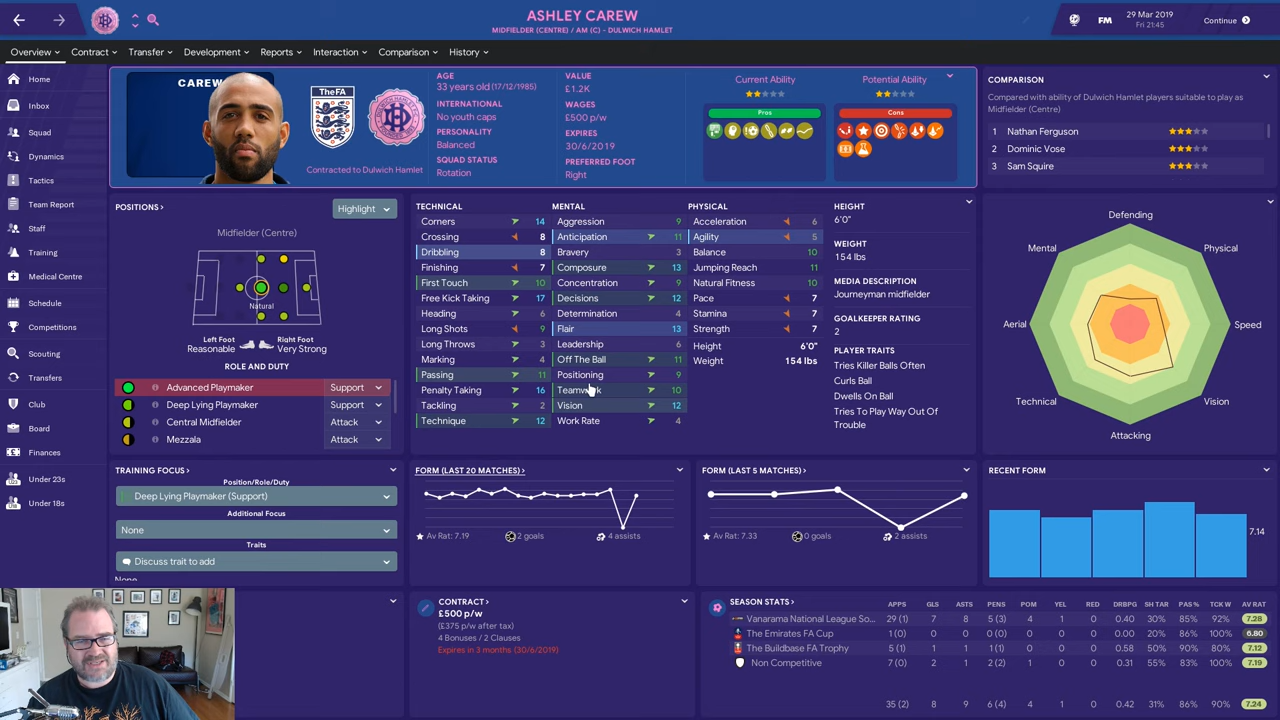 ASHLEY CAREW
MIDFIELDER (CENTRE) / AM (C) - DULWICH HAMLET
FM
29 Mar 2019
Fri 21:45
Continue
Overview
Contract
Transfer
Development
Reports
Interaction
Comparison
History
Home
Inbox
Squad
Dynamics
Tactics
Team Report
Staff
Training
Medical Centre
Schedule
Competitions
Scouting
Transfers
Club
Board
Finances
Under 23s
Under 18s
CAREW
TheFA
Contracted to Dulwich Hamlet
AGE
33 years old (17/12/1985)
INTERNATIONAL
No youth caps
PERSONALITY
Balanced
SQUAD STATUS
Rotation
VALUE
£1.2K
WAGES
£500 p/w
EXPIRES
30/6/2019
PREFERRED FOOT
Right
Current Ability
Pros
Potential Ability
Cons
COMPARISON
Compared with ability of Dulwich Hamlet players suitable to play as
Midfielder (Centre)
1 Nathan Ferguson
2 Dominic Vose
3 Sam Squire
POSITIONS
Highlight
Midfielder (Centre)
Natural
Left Foot
Reasonable
Right Foot
Very Strong
ROLE AND DUTY
Advanced Playmaker Support
Deep Lying Playmaker Support
Central Midfielder Attack
Mezzala Attack
TECHNICAL
Corners 14
Crossing 8
Dribbling 8
Finishing 7
First Touch 10
Free Kick Taking 17
Heading 6
Long Shots 9
Long Throws 3
Marking 4
Passing 11
Penalty Taking 16
Tackling 2
Technique 12
MENTAL
Aggression 9
Anticipation 11
Bravery 3
Composure 13
Concentration 9
Decisions 12
Determination 4
Flair 13
Leadership 6
Off The Ball 11
Positioning 9
Teamwork 10
Vision 12
Work Rate 4
PHYSICAL
Acceleration 6
Agility 5
Balance 10
Jumping Reach 11
Natural Fitness 10
Pace 7
Stamina 7
Strength 7
Height 6'0"
Weight 154 lbs
HEIGHT
6'0"
WEIGHT
154 lbs
MEDIA DESCRIPTION
Journeyman midfielder
GOALKEEPER RATING
2
PLAYER TRAITS
Tries Killer Balls Often
Curls Ball
Dwells On Ball
Tries To Play Way Out Of
Trouble
Defending
Physical
Speed
Vision
Attacking
Technical
Aerial
Mental
TRAINING FOCUS
Position/Role/Duty
Deep Lying Playmaker (Support)
Additional Focus
None
Traits
Discuss trait to add
None
FORM (LAST 20 MATCHES)
Av Rat: 7.19
2 goals
4 assists
FORM (LAST 5 MATCHES)
Av Rat: 7.33
0 goals
2 assists
RECENT FORM
7.14
CONTRACT
£500 p/w
(£375 p/w after tax)
4 Bonuses / 2 Clauses
Expires in 3 months (30/6/2019)
SEASON STATS APPS GLS ASTS PENS POM YEL RED DRBPG SH TAR PAS% TCK W AV RAT
Vanarama National League So... 29 (1) 7 8 5 (3) 4 1 0 0.40 30% 85% 92% 7.28
The Emirates FA Cup 1 (0) 0 0 0 (0) 0 0 0 0.00 20% 86% 100% 6.80
The Buildbase FA Trophy 5 (1) 1 1 1 (1) 0 0 0 0.58 50% 90% 80% 7.12
Non Competitive 7 (0) 2 1 2 (2) 1 0 0 0.31 55% 83% 100% 7.19
35 (2) 8 9 6 (4) 4 1 0 0.42 31% 86% 90% 7.24